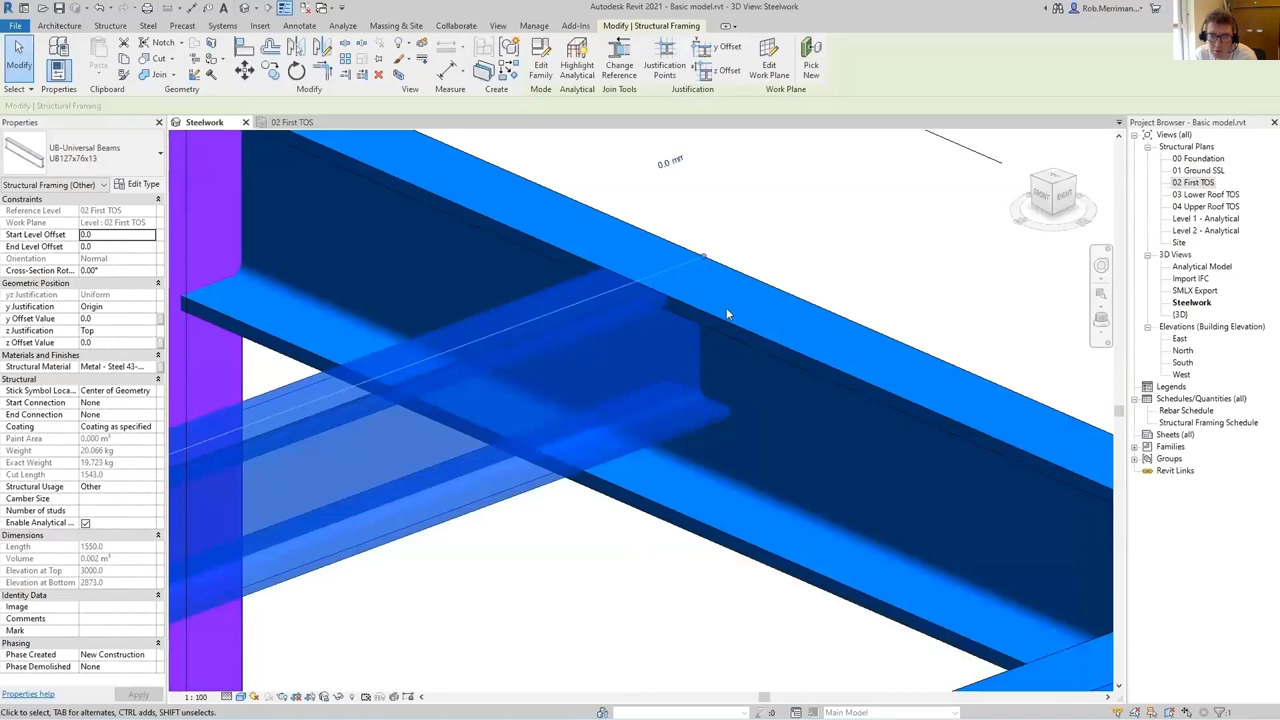 Autodesk Revit 2021 - Basic model.rvt - 3D View: Steelwork
Rob.Merriman...
File Architecture Structure Steel Precast Systems Insert Annotate Analyze Massing & Site Collaborate View Manage Add-Ins Modify | Structural Framing
Modify
Paste
Notch
Cut
Join
Edit Family
Highlight Analytical
Change Reference
Justification Points
y Offset
z Offset
Edit Work Plane
Pick New
Select Properties Clipboard Geometry Modify View Measure Create Mode Analytical Join Tools Justification Work Plane
Modify | Structural Framing
Properties
Steelwork
02 First TOS
UB-Universal Beams
UB127x76x13
Structural Framing (Other)
Edit Type
Constraints
Reference Level 02 First TOS
Work Plane Level : 02 First TOS
Start Level Offset 0.0
End Level Offset 0.0
Orientation Normal
Cross-Section Rot... 0.00°
Geometric Position
yz Justification Uniform
y Justification Origin
y Offset Value 0.0
z Justification Top
z Offset Value 0.0
Materials and Finishes
Structural Material Metal - Steel 43-...
Structural
Stick Symbol Loca... Center of Geometry
Start Connection None
End Connection None
Coating Coating as specified
Paint Area 0.000 m²
Weight 20.066 kg
Exact Weight 19.723 kg
Cut Length 1543.0
Structural Usage Other
Camber Size
Number of studs
Enable Analytical ...
Dimensions
Length 1550.0
Volume 0.002 m³
Elevation at Top 3000.0
Elevation at Bottom 2873.0
Identity Data
Image
Comments
Mark
Phasing
Phase Created New Construction
Phase Demolished None
Properties help
Apply
0.0 mm
TOP
FRONT
RIGHT
Project Browser - Basic model.rvt
Views (all)
Structural Plans
00 Foundation
01 Ground SSL
02 First TOS
03 Lower Roof TOS
04 Upper Roof TOS
Level 1 - Analytical
Level 2 - Analytical
Site
3D Views
Analytical Model
Import IFC
SMLX Export
Steelwork
{3D}
Elevations (Building Elevation)
East
North
South
West
Legends
Schedules/Quantities (all)
Rebar Schedule
Structural Framing Schedule
Sheets (all)
Families
Groups
Revit Links
1 : 100
Click to select, TAB for alternates, CTRL adds, SHIFT unselects.
:0
Main Model
:1